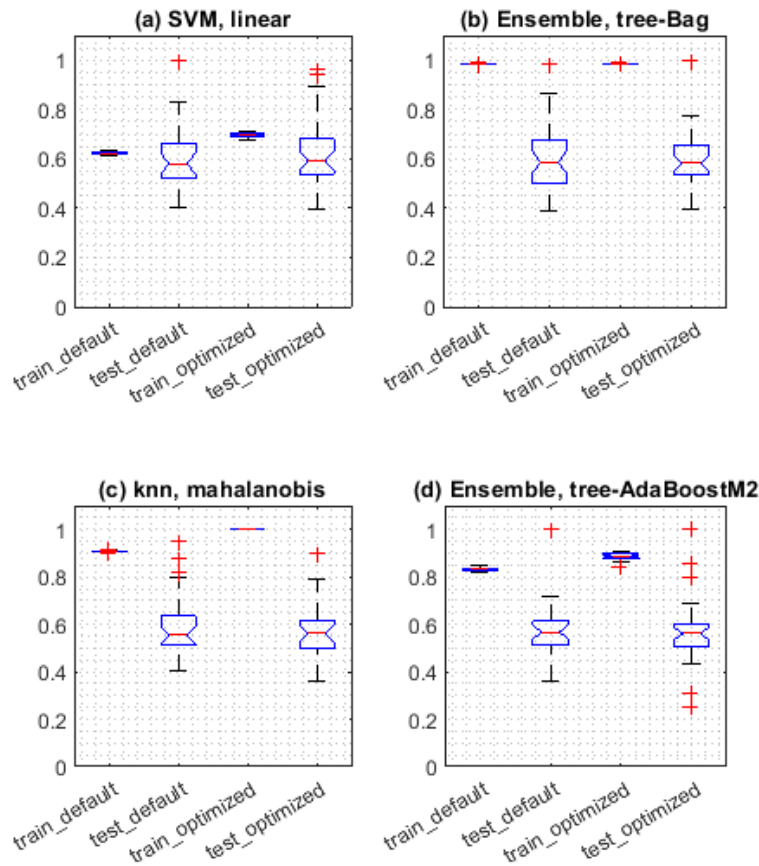 (a) SVM, linear
(b) Ensemble, tree-Bag
1
0.8
0.6
0.4
0.2
0
train_default
test_default
train_optimized
test_optimized
1
0.8
0.6
0.4
0.2
0
train_default
test_default
train_optimized
test_optimized
(c) knn, mahalanobis
(d) Ensemble, tree-AdaBoostM2
1
0.8
0.6
0.4
0.2
0
train_default
test_default
train_optimized
test_optimized
1
0.8
0.6
0.4
0.2
0
train_default
test_default
train_optimized
test_optimized